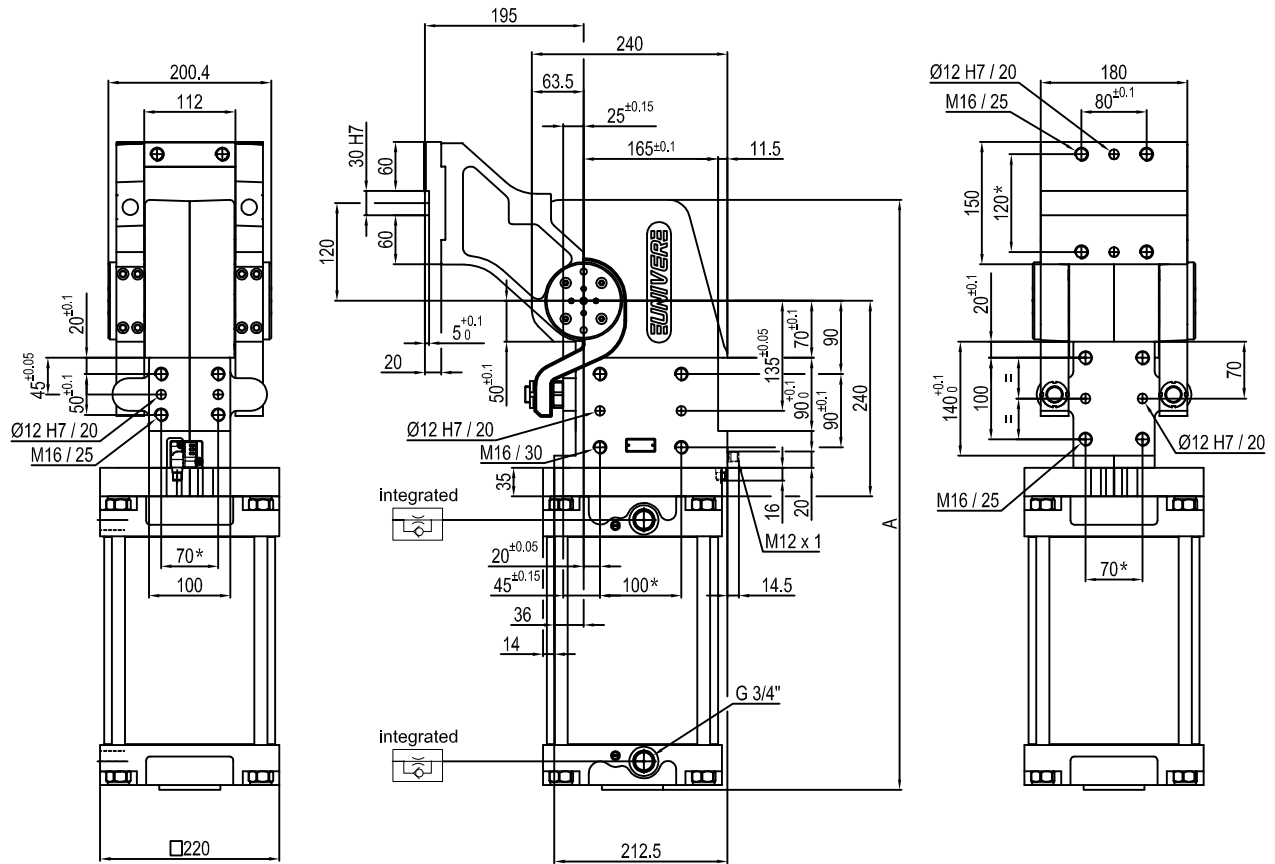 200.4
112
20±0.1
45±0.05
50±0.1
Ø12 H7 / 20
M16 / 25
70*
100
□220
195
240
63.5
25±0.15
165±0.1
11.5
30 H7
60
60
120
5 +0.1 0
20
50±0.1
UNIVER
70±0.1
90
135±0.05
240
90 +0.1 0
90±0.1
Ø12 H7 / 20
M16 / 30
35
16
20
M12 x 1
integrated
20±0.05
45±0.15
100*
14.5
36
14
A
G 3/4"
integrated
212.5
Ø12 H7 / 20
M16 / 25
180
80±0.1
150
120*
20±0.1
140 +0.1 0
100
=
=
70
Ø12 H7 / 20
M16 / 25
70*